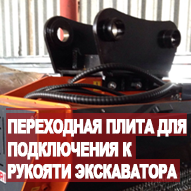 ПЕРЕХОДНАЯ ПЛИТА ДЛЯ
ПОДКЛЮЧЕНИЯ К
РУКОЯТИ ЭКСКАВАТОРА